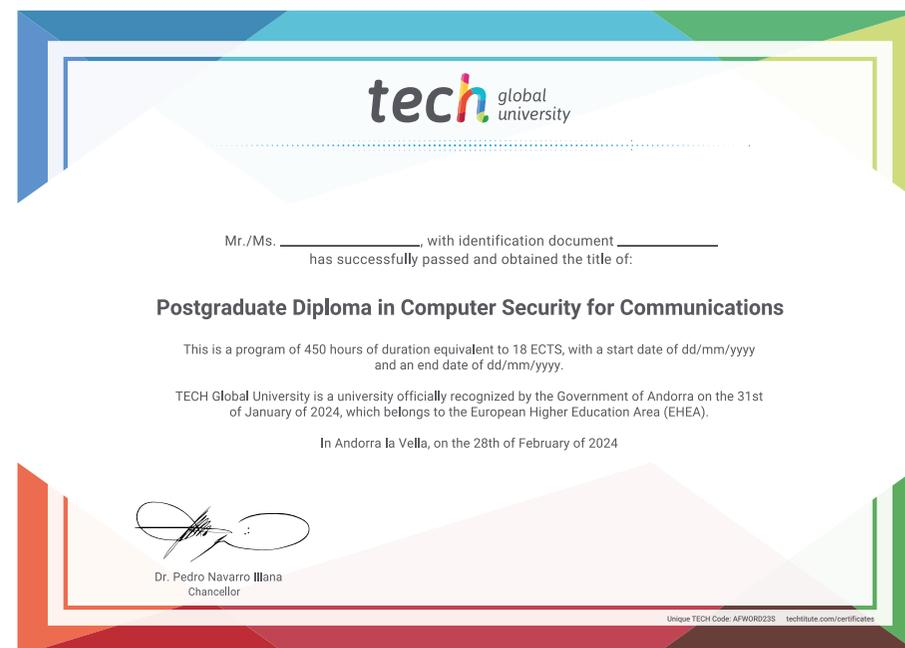 tech global
university
Mr./Ms. ____________, with identification document ____________
has successfully passed and obtained the title of:
Postgraduate Diploma in Computer Security for Communications
This is a program of 450 hours of duration equivalent to 18 ECTS, with a start date of dd/mm/yyyy
and an end date of dd/mm/yyyy.
TECH Global University is a university officially recognized by the Government of Andorra on the 31st
of January of 2024, which belongs to the European Higher Education Area (EHEA).
In Andorra la Vella, on the 28th of February of 2024
Dr. Pedro Navarro Illana
Chancellor
Unique TECH Code: AFWORD23S techtitute.com/certificates